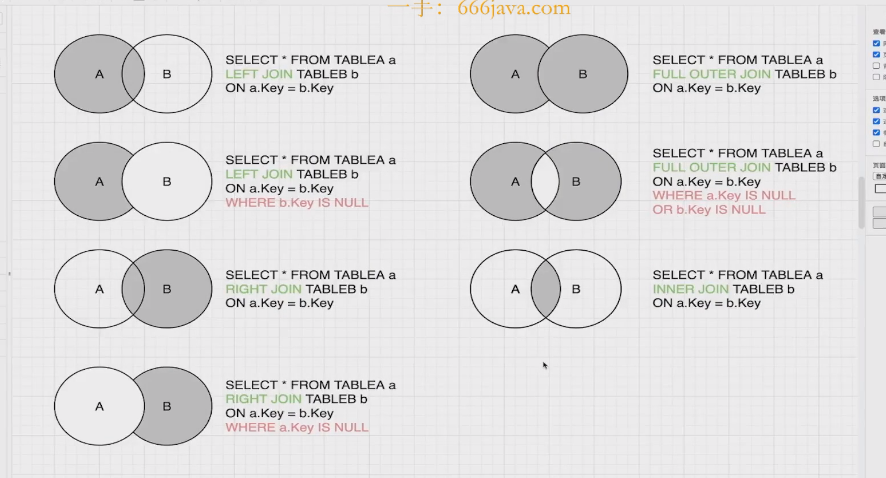 一手：666java.com
A
B
SELECT * FROM TABLEA a
LEFT JOIN TABLEB b
ON a.Key = b.Key
A
B
SELECT * FROM TABLEA a
FULL OUTER JOIN TABLEB b
ON a.Key = b.Key
A
B
SELECT * FROM TABLEA a
LEFT JOIN TABLEB b
ON a.Key = b.Key
WHERE b.Key IS NULL
A
B
SELECT * FROM TABLEA a
FULL OUTER JOIN TABLEB b
ON a.Key = b.Key
WHERE a.Key IS NULL
OR b.Key IS NULL
A
B
SELECT * FROM TABLEA a
RIGHT JOIN TABLEB b
ON a.Key = b.Key
A
B
SELECT * FROM TABLEA a
INNER JOIN TABLEB b
ON a.Key = b.Key
A
B
SELECT * FROM TABLEA a
RIGHT JOIN TABLEB b
ON a.Key = b.Key
WHERE a.Key IS NULL